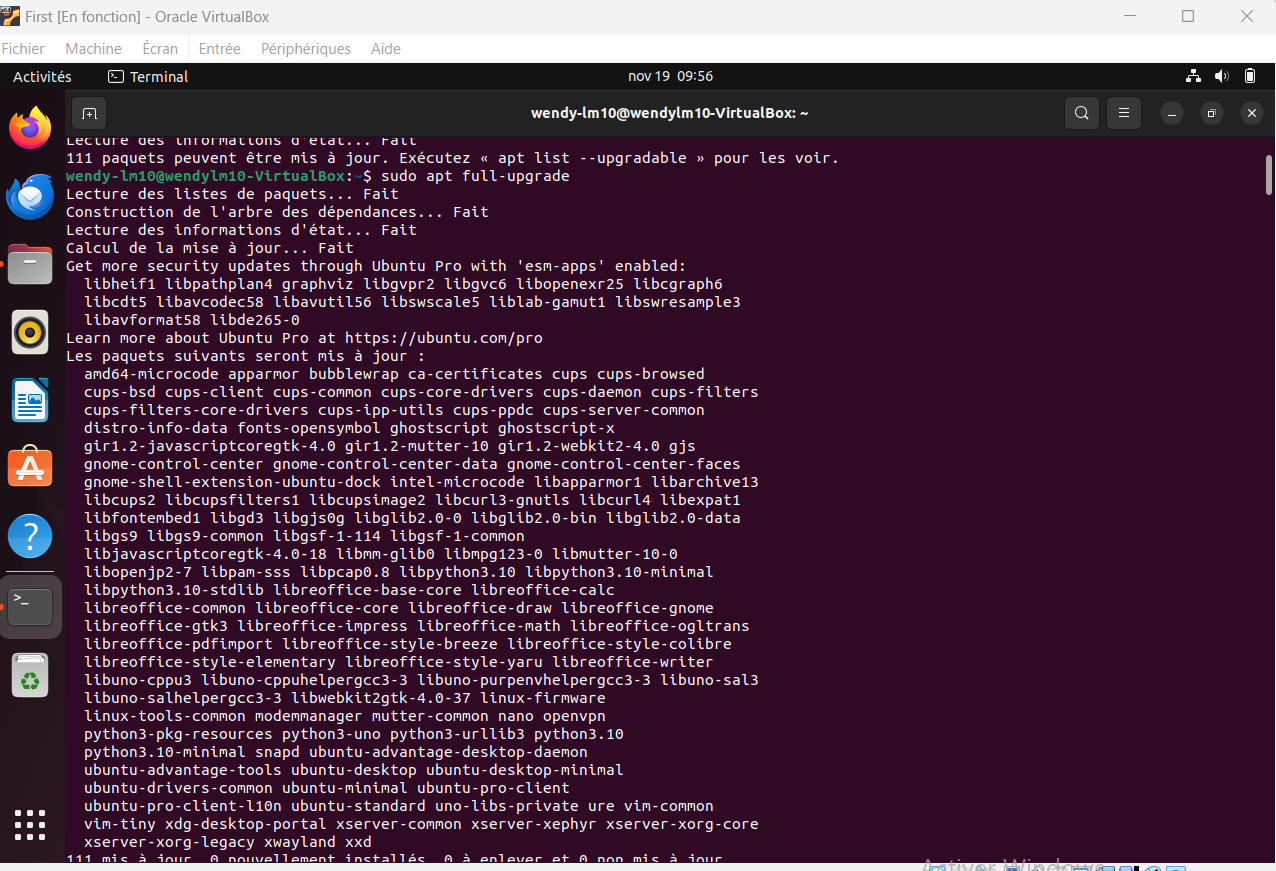 First [En fonction] - Oracle VirtualBox
Fichier Machine Écran Entrée Périphériques Aide
Activités Terminal nov 19 09:56
wendy-lm10@wendylm10-VirtualBox: ~
Lecture des informations d'état... Fait
111 paquets peuvent être mis à jour. Exécutez « apt list --upgradable » pour les voir.
wendy-lm10@wendylm10-VirtualBox:~$ sudo apt full-upgrade
Lecture des listes de paquets... Fait
Construction de l'arbre des dépendances... Fait
Lecture des informations d'état... Fait
Calcul de la mise à jour... Fait
Get more security updates through Ubuntu Pro with 'esm-apps' enabled:
libheif1 libpathplan4 graphviz libgvpr2 libgvc6 libopenexr25 libcgraph6
libcdt5 libavcodec58 libavutil56 libswscale5 liblab-gamut1 libswresample3
libavformat58 libde265-0
Learn more about Ubuntu Pro at https://ubuntu.com/pro
Les paquets suivants seront mis à jour :
amd64-microcode apparmor bubblewrap ca-certificates cups cups-browsed
cups-bsd cups-client cups-common cups-core-drivers cups-daemon cups-filters
cups-filters-core-drivers cups-ipp-utils cups-ppdc cups-server-common
distro-info-data fonts-opensymbol ghostscript ghostscript-x
gir1.2-javascriptcoregtk-4.0 gir1.2-mutter-10 gir1.2-webkit2-4.0 gjs
gnome-control-center gnome-control-center-data gnome-control-center-faces
gnome-shell-extension-ubuntu-dock intel-microcode libapparmor1 libarchive13
libcups2 libcupsfilters1 libcupsimage2 libcurl3-gnutls libcurl4 libexpat1
libfontembed1 libgd3 libgjs0g libglib2.0-0 libglib2.0-bin libglib2.0-data
libgs9 libgs9-common libgsf-1-114 libgsf-1-common
libjavascriptcoregtk-4.0-18 libmm-glib0 libmpg123-0 libmutter-10-0
libopenjp2-7 libpam-sss libpcap0.8 libpython3.10 libpython3.10-minimal
libpython3.10-stdlib libreoffice-base-core libreoffice-calc
libreoffice-common libreoffice-core libreoffice-draw libreoffice-gnome
libreoffice-gtk3 libreoffice-impress libreoffice-math libreoffice-ogltrans
libreoffice-pdfimport libreoffice-style-breeze libreoffice-style-colibre
libreoffice-style-elementary libreoffice-style-yaru libreoffice-writer
libuno-cppu3 libuno-cppuhelpergcc3-3 libuno-purpenvhelpergcc3-3 libuno-sal3
libuno-salhelpergcc3-3 libwebkit2gtk-4.0-37 linux-firmware
linux-tools-common modemmanager mutter-common nano openvpn
python3-pkg-resources python3-uno python3-urllib3 python3.10
python3.10-minimal snapd ubuntu-advantage-desktop-daemon
ubuntu-advantage-tools ubuntu-desktop ubuntu-desktop-minimal
ubuntu-drivers-common ubuntu-minimal ubuntu-pro-client
ubuntu-pro-client-l10n ubuntu-standard uno-libs-private ure vim-common
vim-tiny xdg-desktop-portal xserver-common xserver-xephyr xserver-xorg-core
xserver-xorg-legacy xwayland xxd
111 mis à jour, 0 nouvellement installés, 0 à enlever et 0 non mis à jour.
Activer Windows